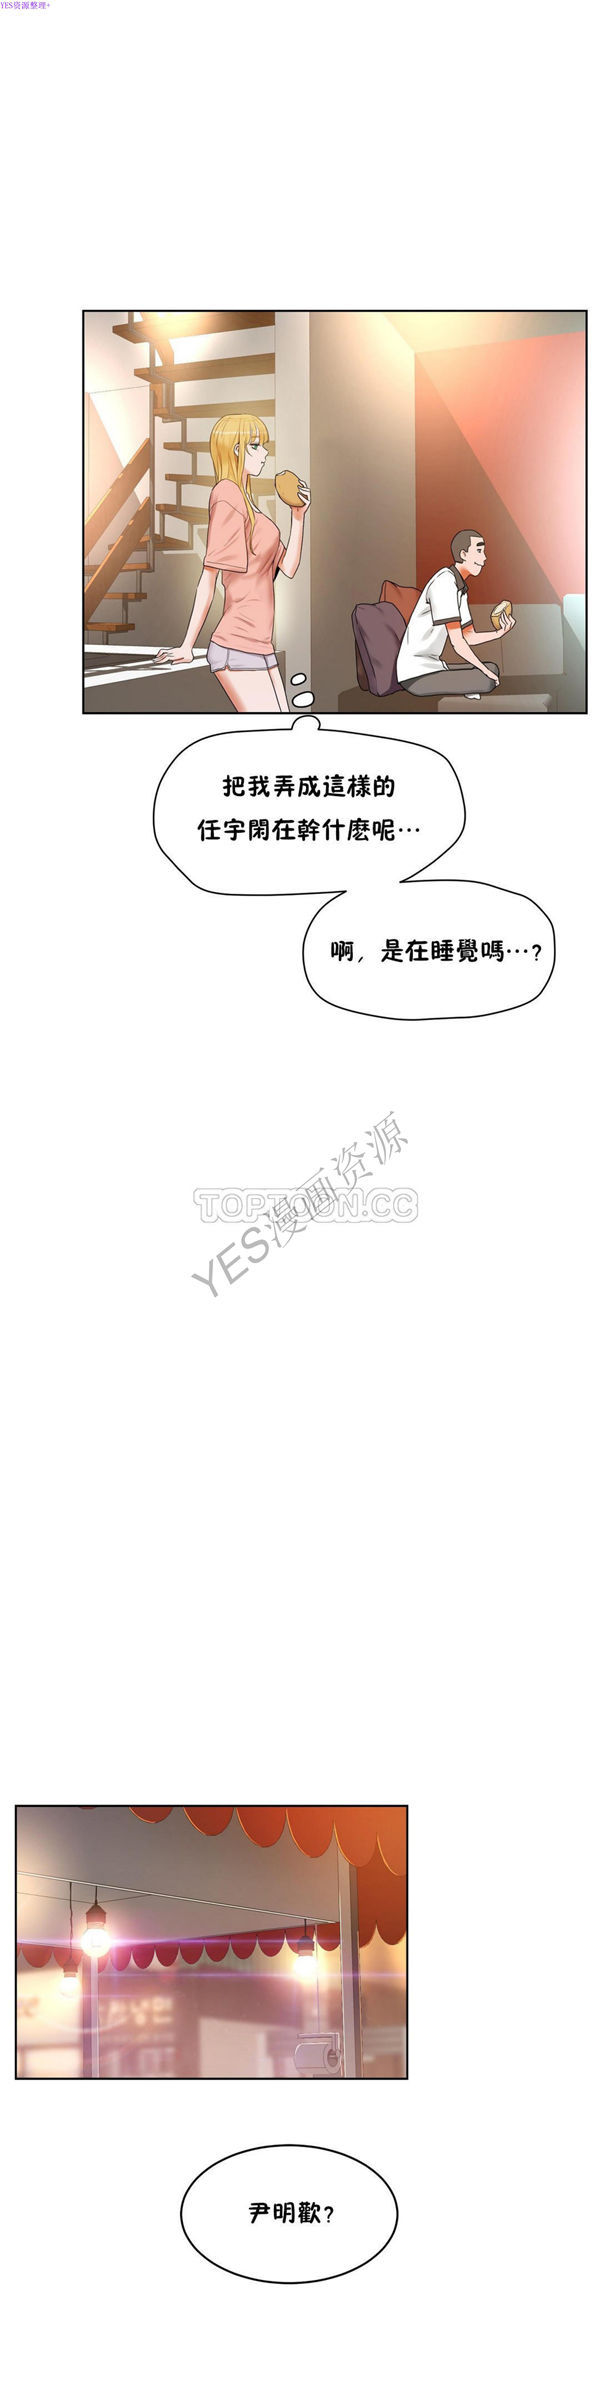 YES资源整理+
把我弄成這樣的
任宇閑在幹什麼呢…
啊，是在睡覺嗎…?
TOPTOON.CC
YES漫画资源
尹明歡?